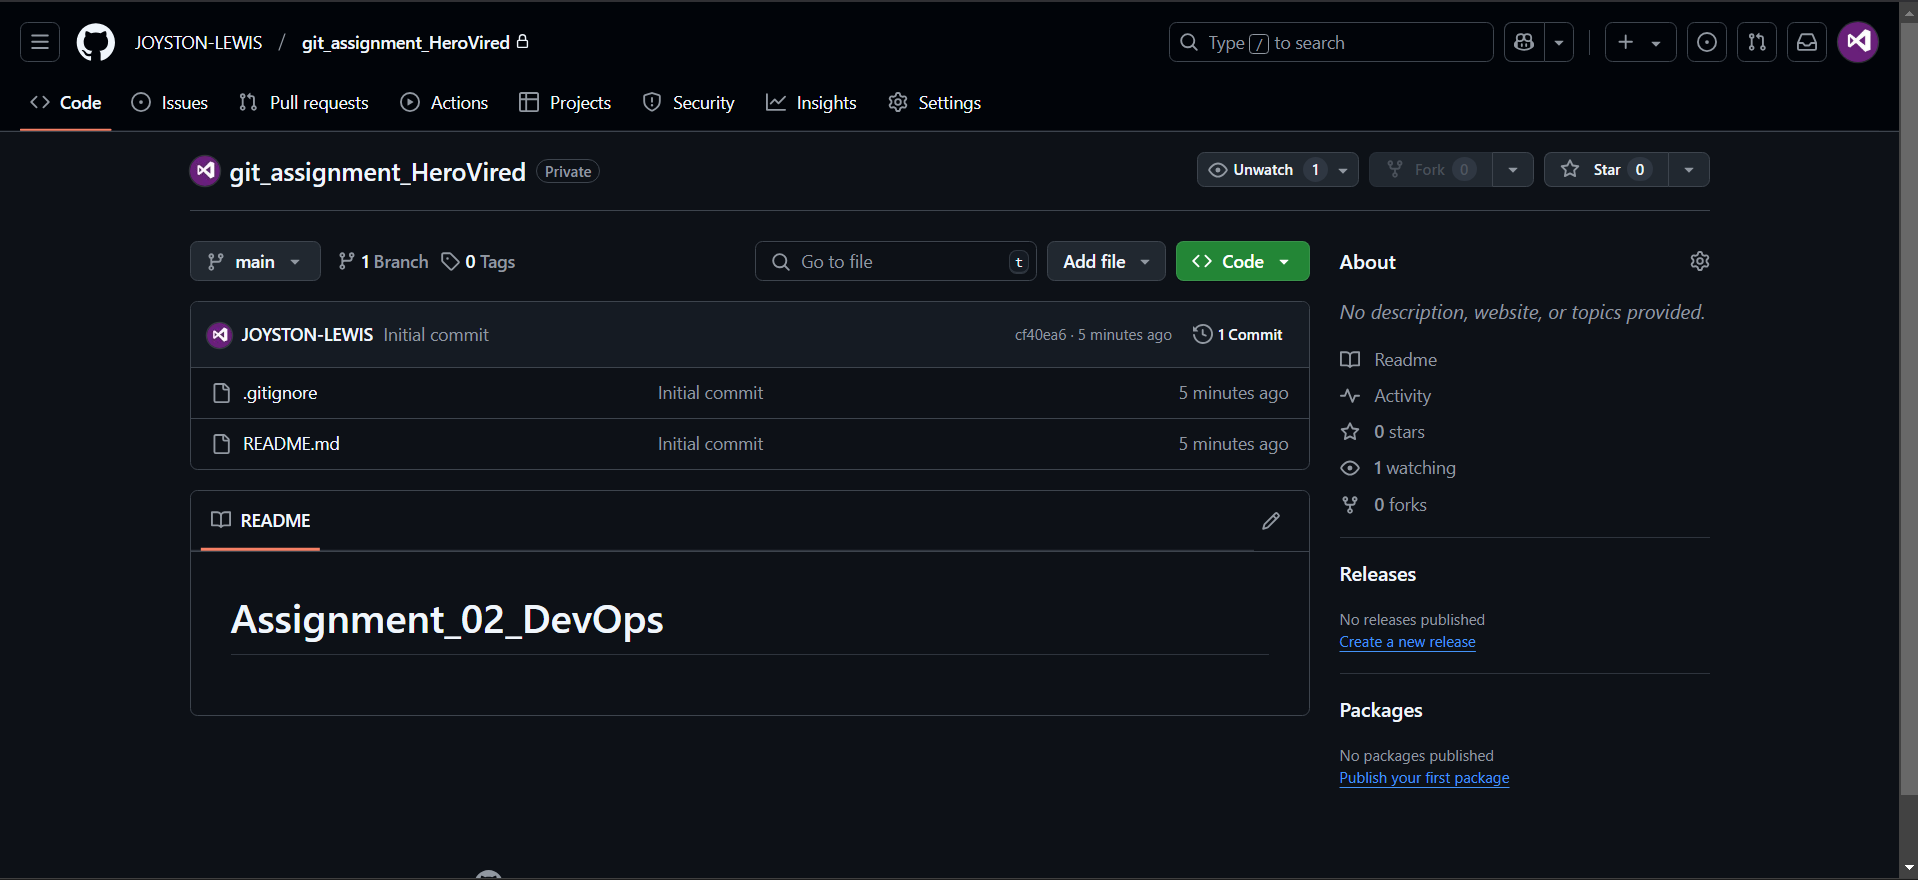 JOYSTON-LEWIS / git_assignment_HeroVired
Type / to search
Code
Issues
Pull requests
Actions
Projects
Security
Insights
Settings
git_assignment_HeroVired Private
Unwatch 1
Fork 0
Star 0
main
1 Branch
0 Tags
Go to file t
Add file
Code
JOYSTON-LEWIS Initial commit cf40ea6 · 5 minutes ago 1 Commit
.gitignore Initial commit 5 minutes ago
README.md Initial commit 5 minutes ago
README
Assignment_02_DevOps
About
No description, website, or topics provided.
Readme
Activity
0 stars
1 watching
0 forks
Releases
No releases published
Create a new release
Packages
No packages published
Publish your first package